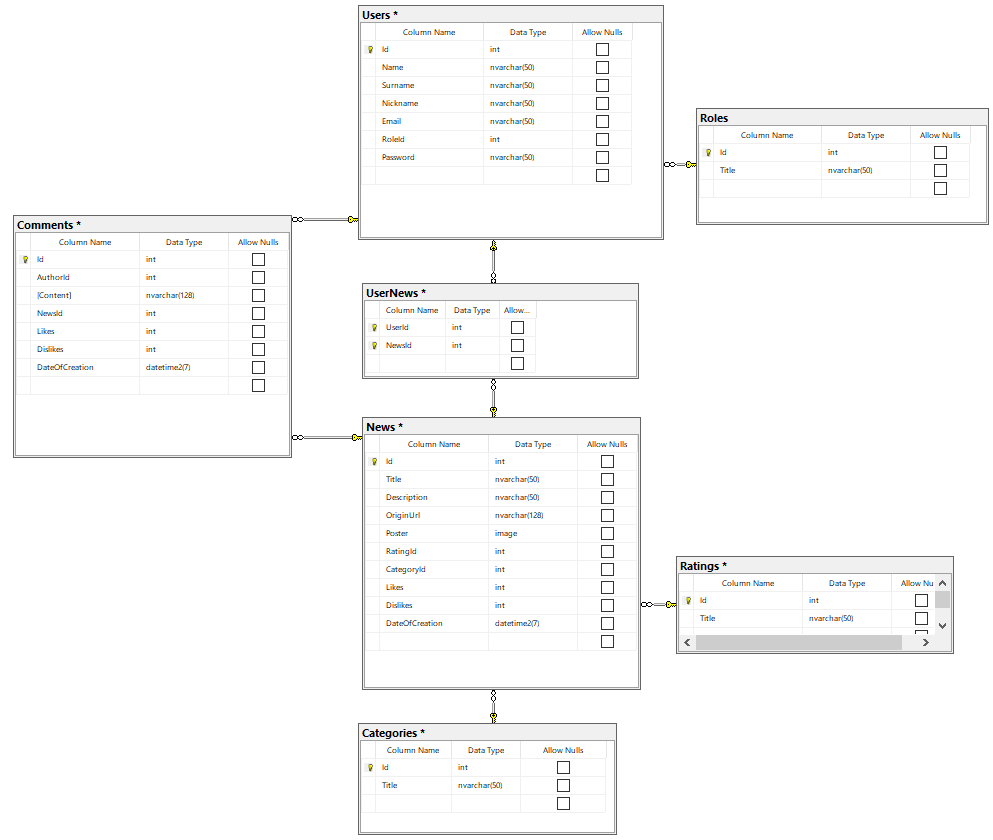 Users *
Column Name Data Type Allow Nulls
Id int
Name nvarchar(50)
Surname nvarchar(50)
Nickname nvarchar(50)
Email nvarchar(50)
RoleId int
Password nvarchar(50)
Roles
Column Name Data Type Allow Nulls
Id int
Title nvarchar(50)
Comments *
Column Name Data Type Allow Nulls
Id int
AuthorId int
[Content] nvarchar(128)
NewsId int
Likes int
Dislikes int
DateOfCreation datetime2(7)
UserNews *
Column Name Data Type Allow...
UserId int
NewsId int
News *
Column Name Data Type Allow Nulls
Id int
Title nvarchar(50)
Description nvarchar(50)
OriginUrl nvarchar(128)
Poster image
RatingId int
CategoryId int
Likes int
Dislikes int
DateOfCreation datetime2(7)
Ratings *
Column Name Data Type Allow Nu
Id int
Title nvarchar(50)
Categories *
Column Name Data Type Allow Nulls
Id int
Title nvarchar(50)